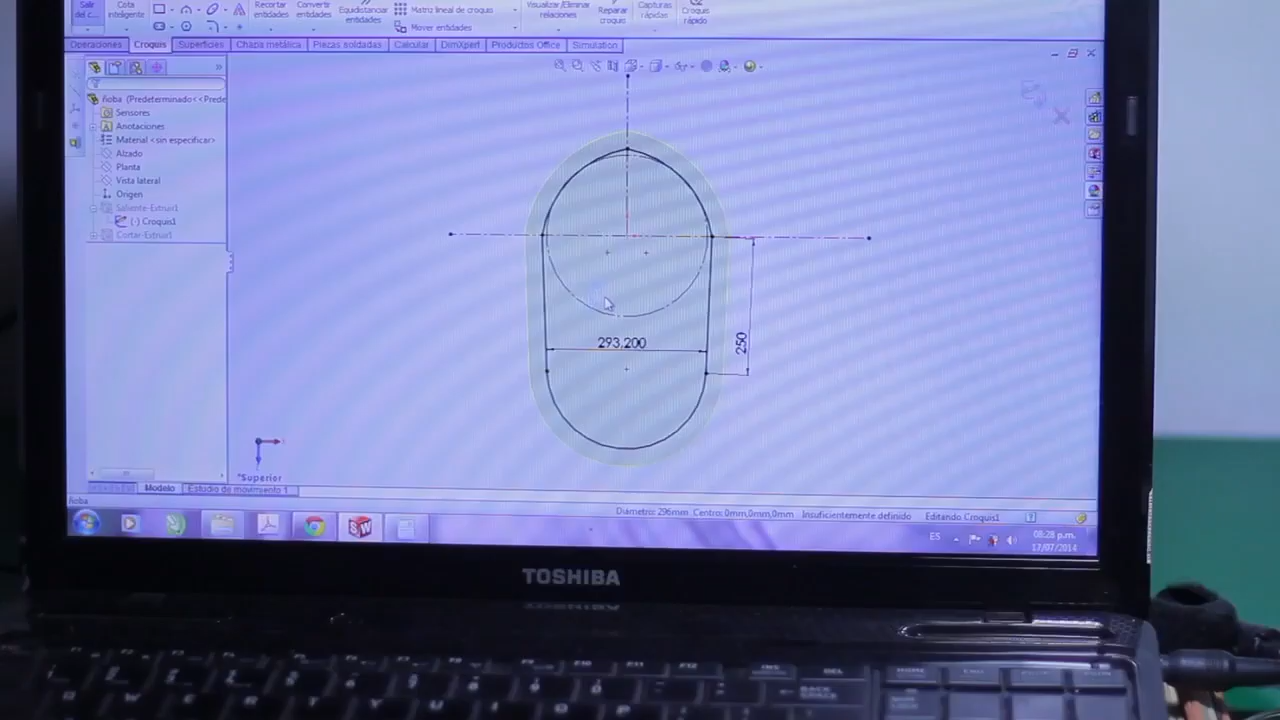 Salir
del c...
Cota
inteligente
Recortar
entidades
Convertir
entidades
Equidistanciar
entidades
Matriz lineal de croquis
Mover entidades
Visualizar/Eliminar
relaciones
Reparar
croquis
Capturas
rápidas
Croquis
rápido
Operaciones
Croquis
Superficies
Chapa metálica
Piezas soldadas
Calcular
DimXpert
Productos Office
Simulation
ñoba (Predeterminado<<Prede
Sensores
Anotaciones
Material <sin especificar>
Alzado
Planta
Vista lateral
Origen
Saliente-Extruir1
(-) Croquis1
Cortar-Extruir1
293,200
250
*Superior
Modelo
Estudio de movimiento 1
ñoba
Diámetro: 296mm Centro: 0mm,0mm,0mm
Insuficientemente definido
Editando Croquis1
ES
08:28 p.m.
17/07/2014
TOSHIBA